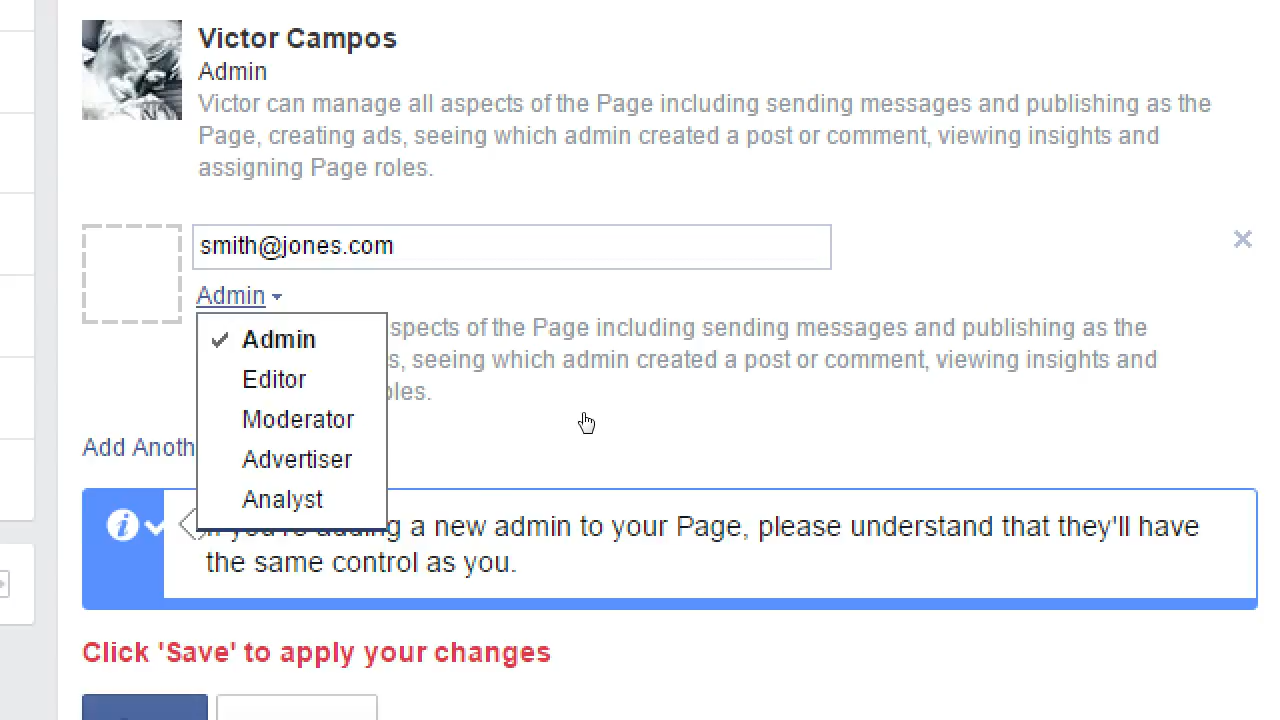 Victor Campos
Admin
Victor can manage all aspects of the Page including sending messages and publishing as the
Page, creating ads, seeing which admin created a post or comment, viewing insights and
assigning Page roles.
smith@jones.com
Admin
Admin
spects of the Page including sending messages and publishing as the
Editor
s, seeing which admin created a post or comment, viewing insights and
oles.
Moderator
Add Anoth
Advertiser
Analyst
g a new admin to your Page, please understand that they'll have
the same control as you.
Click 'Save' to apply your changes